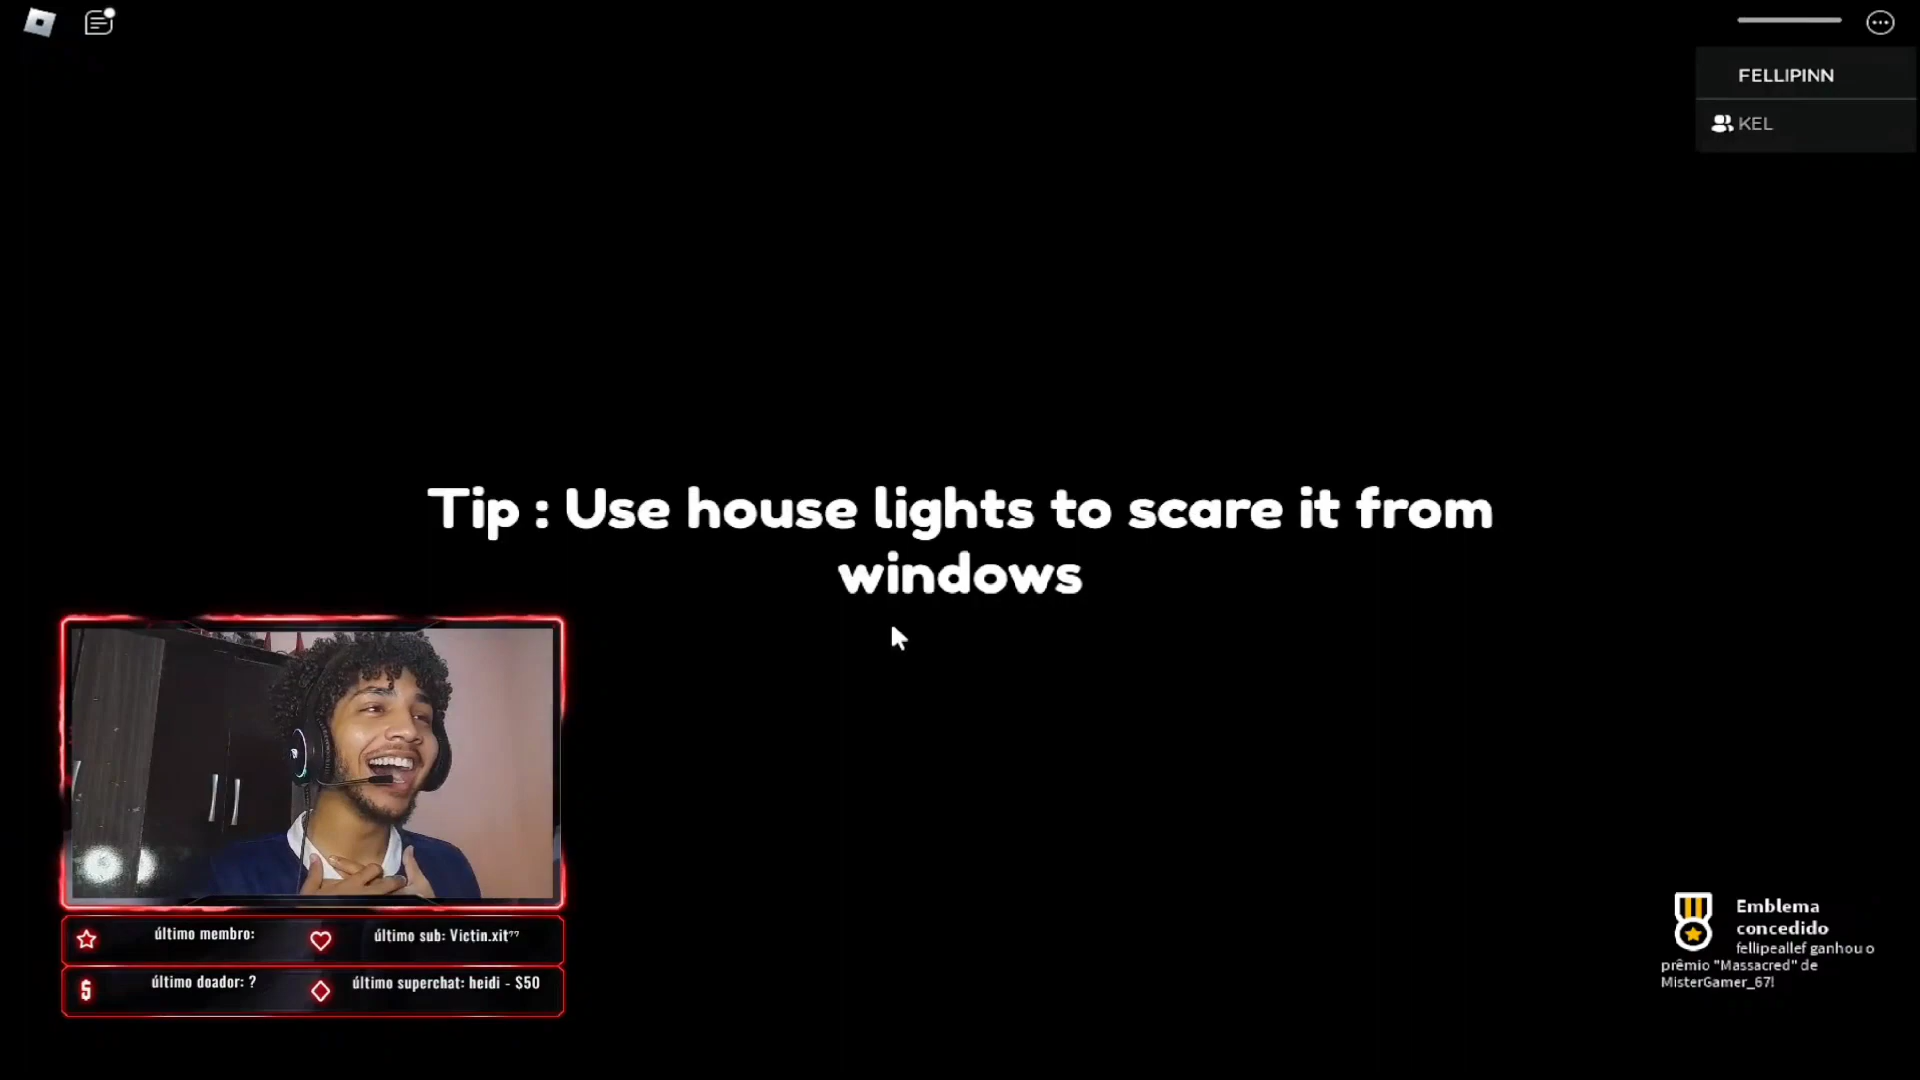 FELLIPINN
KEL
Tip : Use house lights to scare it from
windows
último membro:
último sub: Victin.xit⁷⁷
último doador: ?
último superchat: heidi - $50
Emblema
concedido
fellipeallef ganhou o
prêmio "Massacred" de
MisterGamer_67!